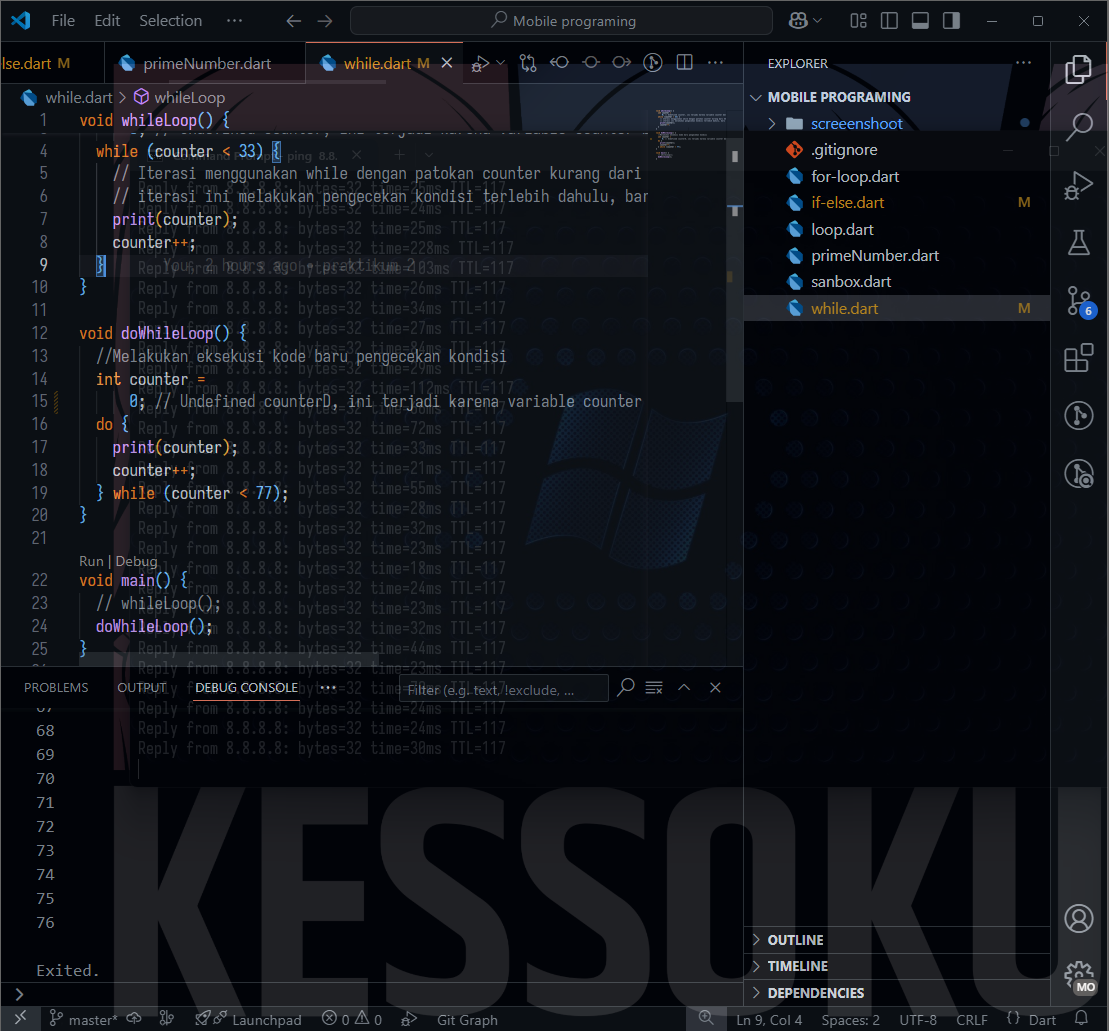 File Edit Selection ··· Mobile programing
lse.dart M primeNumber.dart while.dart M
while.dart > whileLoop
1 void whileLoop() {
4 while (counter < 33) {
5 // Iterasi menggunakan while dengan patokan counter kurang dari
6 // iterasi ini melakukan pengecekan kondisi terlebih dahulu, bar
7 print(counter);
8 counter++;
9 } You, 2 hours ago • praktikum 2
10 }
11
12 void doWhileLoop() {
13 //Melakukan eksekusi kode baru pengecekan kondisi
14 int counter =
15 0; // Undefined counterD, ini terjadi karena variable counter
16 do {
17 print(counter);
18 counter++;
19 } while (counter < 77);
20 }
21
Run | Debug
22 void main() {
23 // whileLoop();
24 doWhileLoop();
25 }
ping 8.8.
Reply from 8.8.8.8: bytes=32 time=24ms TTL=117
Reply from 8.8.8.8: bytes=32 time=25ms TTL=117
Reply from 8.8.8.8: bytes=32 time=228ms TTL=117
Reply from 8.8.8.8: bytes=32 time=103ms TTL=117
Reply from 8.8.8.8: bytes=32 time=26ms TTL=117
Reply from 8.8.8.8: bytes=32 time=34ms TTL=117
Reply from 8.8.8.8: bytes=32 time=27ms TTL=117
Reply from 8.8.8.8: bytes=32 time=84ms TTL=117
Reply from 8.8.8.8: bytes=32 time=29ms TTL=117
Reply from 8.8.8.8: bytes=32 time=112ms TTL=117
Reply from 8.8.8.8: bytes=32 time=72ms TTL=117
Reply from 8.8.8.8: bytes=32 time=33ms TTL=117
Reply from 8.8.8.8: bytes=32 time=21ms TTL=117
Reply from 8.8.8.8: bytes=32 time=55ms TTL=117
Reply from 8.8.8.8: bytes=32 time=28ms TTL=117
Reply from 8.8.8.8: bytes=32 time=32ms TTL=117
Reply from 8.8.8.8: bytes=32 time=23ms TTL=117
Reply from 8.8.8.8: bytes=32 time=18ms TTL=117
Reply from 8.8.8.8: bytes=32 time=24ms TTL=117
Reply from 8.8.8.8: bytes=32 time=23ms TTL=117
Reply from 8.8.8.8: bytes=32 time=32ms TTL=117
Reply from 8.8.8.8: bytes=32 time=44ms TTL=117
Reply from 8.8.8.8: bytes=32 time=23ms TTL=117
Reply from 8.8.8.8: bytes=32 time=24ms TTL=117
Reply from 8.8.8.8: bytes=32 time=24ms TTL=117
Reply from 8.8.8.8: bytes=32 time=30ms TTL=117
PROBLEMS OUTPUT DEBUG CONSOLE ··· Filter (e.g. text, !exclude, ...
67
68
69
70
71
72
73
74
75
76
Exited.
EXPLORER ···
MOBILE PROGRAMING
screeenshoot
.gitignore
for-loop.dart
if-else.dart M
loop.dart
primeNumber.dart
sanbox.dart
while.dart M
6
OUTLINE
TIMELINE
DEPENDENCIES
MO
KESSOKU
master* Launchpad 0 0 Git Graph Ln 9, Col 4 Spaces: 2 UTF-8 CRLF {} Dart